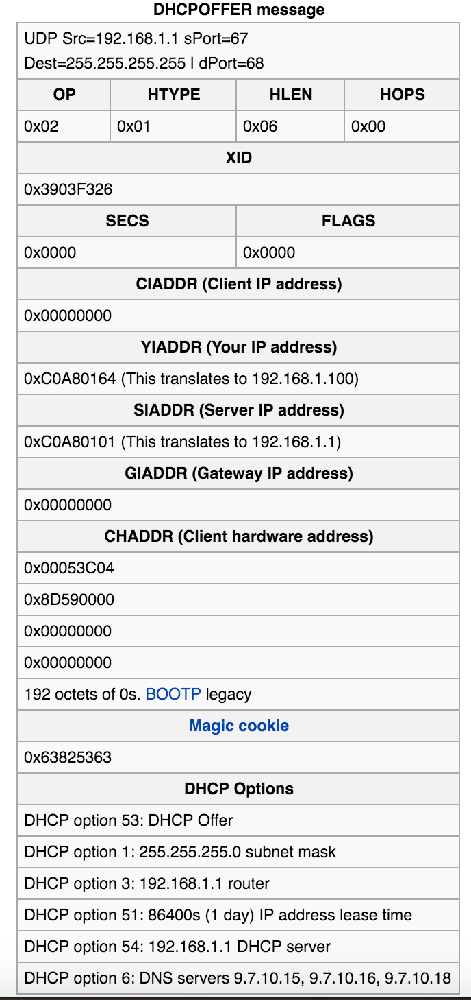 DHCPOFFER message
UDP Src=192.168.1.1 sPort=67
Dest=255.255.255.255 | dPort=68
OP HTYPE HLEN HOPS
0x02 0x01 0x06 0x00
XID
0x3903F326
SECS FLAGS
0x0000 0x0000
CIADDR (Client IP address)
0x00000000
YIADDR (Your IP address)
0xC0A80164 (This translates to 192.168.1.100)
SIADDR (Server IP address)
0xC0A80101 (This translates to 192.168.1.1)
GIADDR (Gateway IP address)
0x00000000
CHADDR (Client hardware address)
0x00053C04
0x8D590000
0x00000000
0x00000000
192 octets of 0s. BOOTP legacy
Magic cookie
0x63825363
DHCP Options
DHCP option 53: DHCP Offer
DHCP option 1: 255.255.255.0 subnet mask
DHCP option 3: 192.168.1.1 router
DHCP option 51: 86400s (1 day) IP address lease time
DHCP option 54: 192.168.1.1 DHCP server
DHCP option 6: DNS servers 9.7.10.15, 9.7.10.16, 9.7.10.18